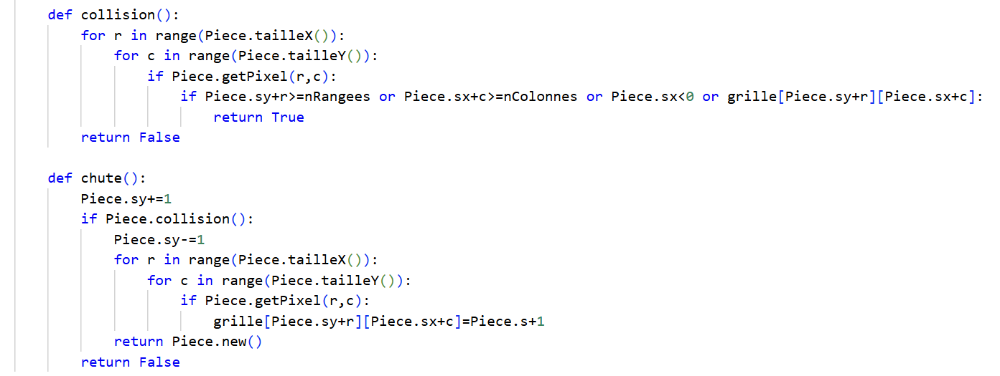 def collision():
    for r in range(Piece.tailleX()):
        for c in range(Piece.tailleY()):
            if Piece.getPixel(r,c):
                if Piece.sy+r>=nRangees or Piece.sx+c>=nColonnes or Piece.sx<0 or grille[Piece.sy+r][Piece.sx+c]:
                    return True
    return False

def chute():
    Piece.sy+=1
    if Piece.collision():
        Piece.sy-=1
        for r in range(Piece.tailleX()):
            for c in range(Piece.tailleY()):
                if Piece.getPixel(r,c):
                    grille[Piece.sy+r][Piece.sx+c]=Piece.s+1
        return Piece.new()
    return False